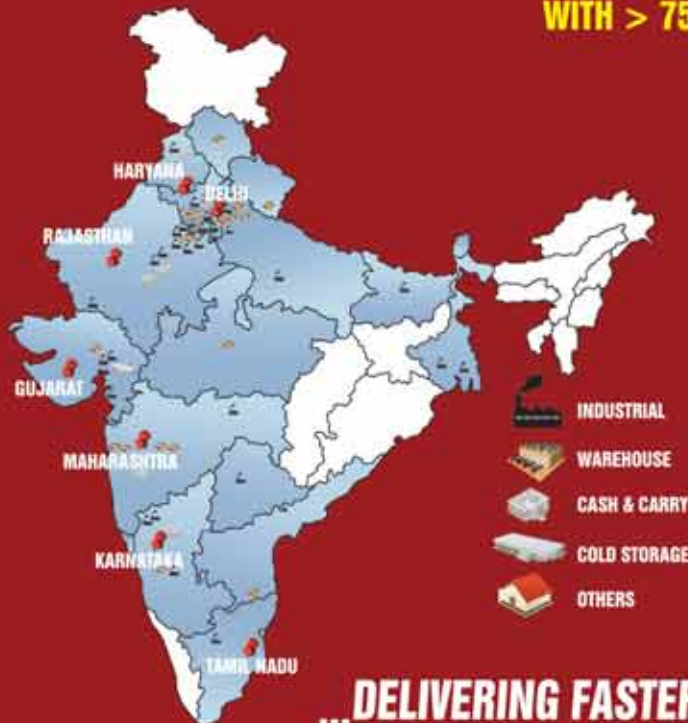 WITH > 75
HARYANA
DELHI
RAJASTHAN
GUJARAT
MAHARASHTRA
KARNATAKA
TAMIL NADU
INDUSTRIAL
WAREHOUSE
CASH & CARRY
COLD STORAGE
OTHERS
...DELIVERING FASTER